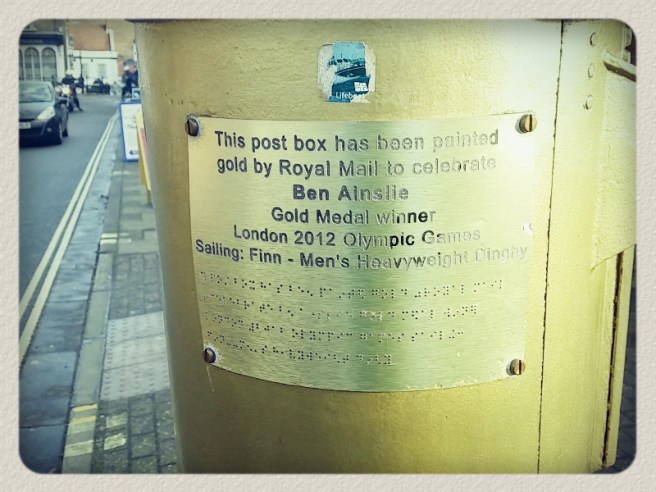 Lifeboat
This post box has been painted
gold by Royal Mail to celebrate
Ben Ainslie
Gold Medal winner
London 2012 Olympic Games
Sailing: Finn - Men's Heavyweight Dinghy